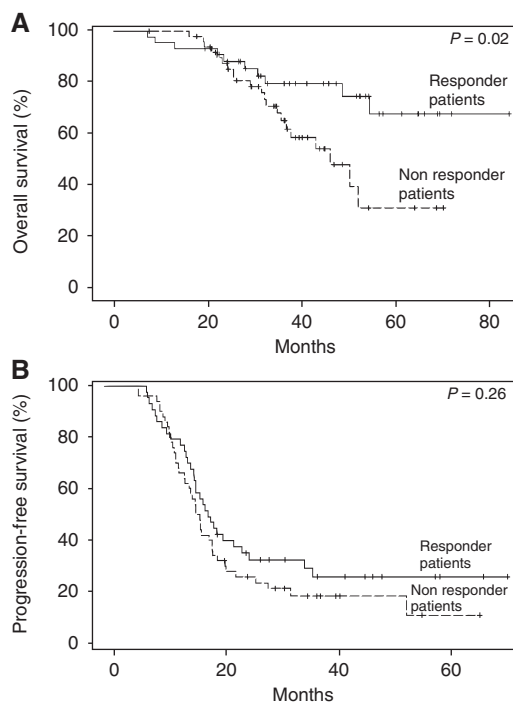 A
P = 0.02
Overall survival (%)
100
80
60
40
20
0
Responder
patients
Non responder
patients
0 20 40 60 80
Months
B
P = 0.26
Progression-free survival (%)
100
80
60
40
20
0
Responder
patients
Non responder
patients
0 20 40 60
Months